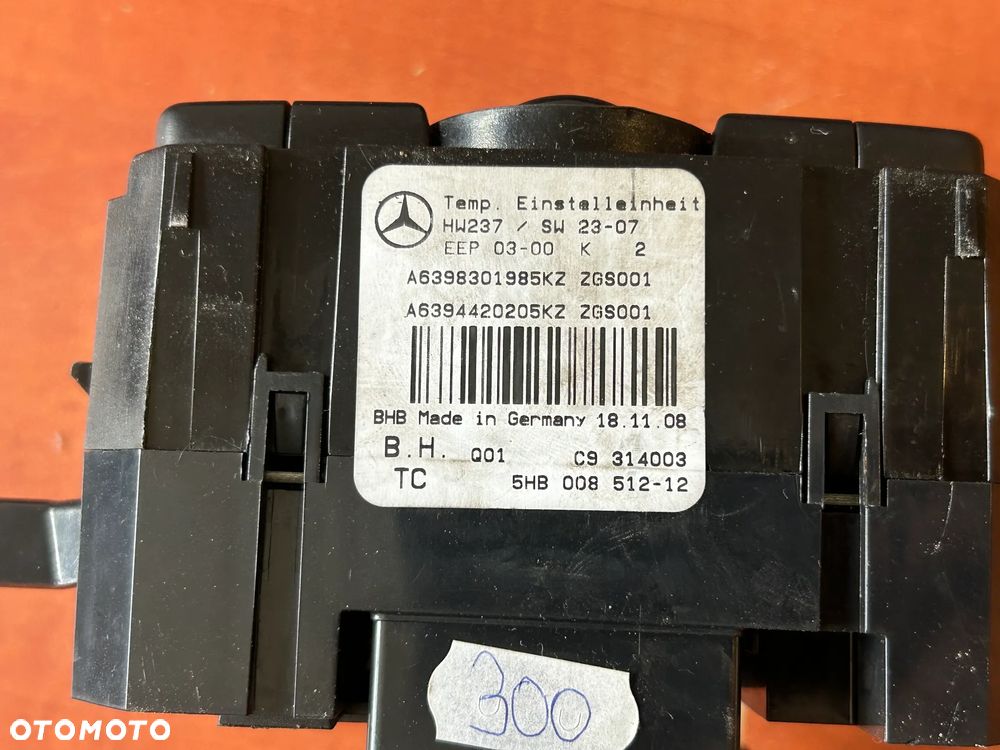 Temp. Einstelleinheit
HW237 / SW 23-07
EEP 03-00 K 2
A6398301985KZ ZGS001
A6394420205KZ ZGS001
BHB Made in Germany 18.11.08
B.H. Q01 C9 314003
TC 5HB 008 512-12
300
OTOMOTO